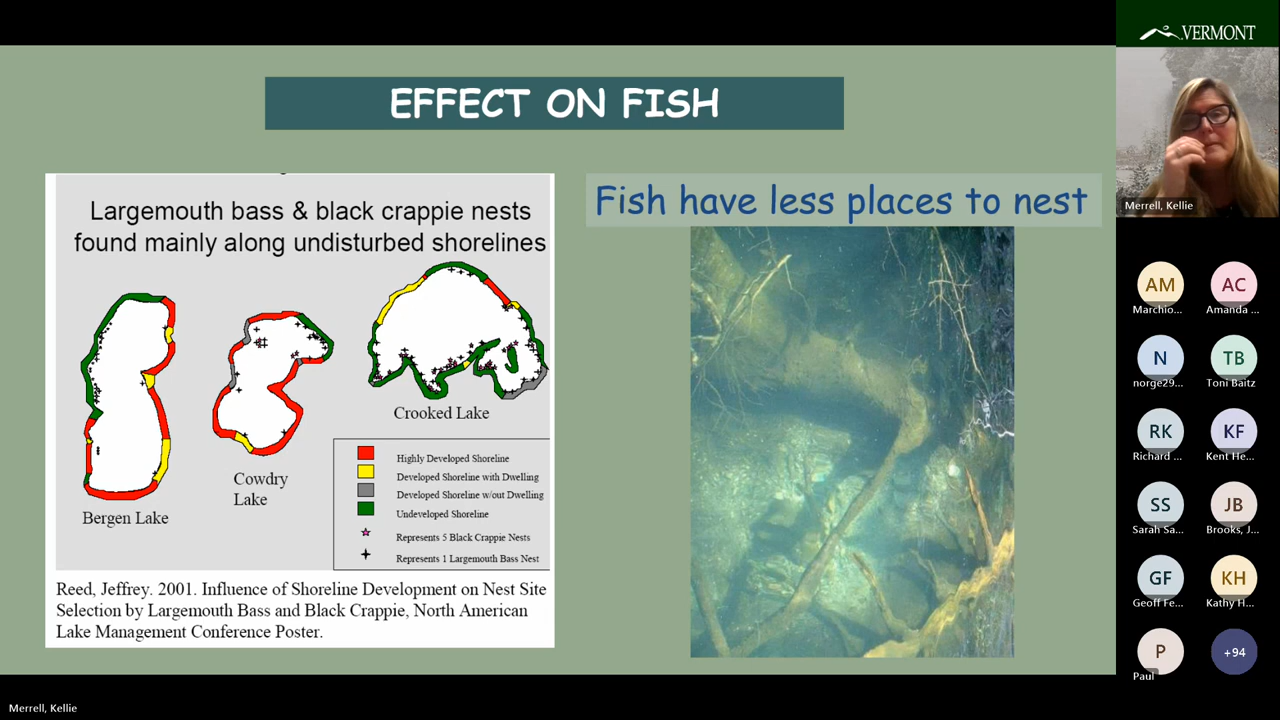 EFFECT ON FISH
Largemouth bass & black crappie nests
found mainly along undisturbed shorelines
Bergen Lake
Cowdry
Lake
Crooked Lake
Highly Developed Shoreline
Developed Shoreline with Dwelling
Developed Shoreline w/out Dwelling
Undeveloped Shoreline
Represents 5 Black Crappie Nests
Represents 1 Largemouth Bass Nest
Reed, Jeffrey. 2001. Influence of Shoreline Development on Nest Site
Selection by Largemouth Bass and Black Crappie, North American
Lake Management Conference Poster.
Fish have less places to nest
VERMONT
Merrell, Kellie
AM
Marchio...
AC
Amanda ...
N
norge29...
TB
Toni Baitz
RK
Richard ...
KF
Kent He...
SS
Sarah Sa...
JB
Brooks, J...
GF
Geoff Fe...
KH
Kathy H...
P
Paul
+94
Merrell, Kellie